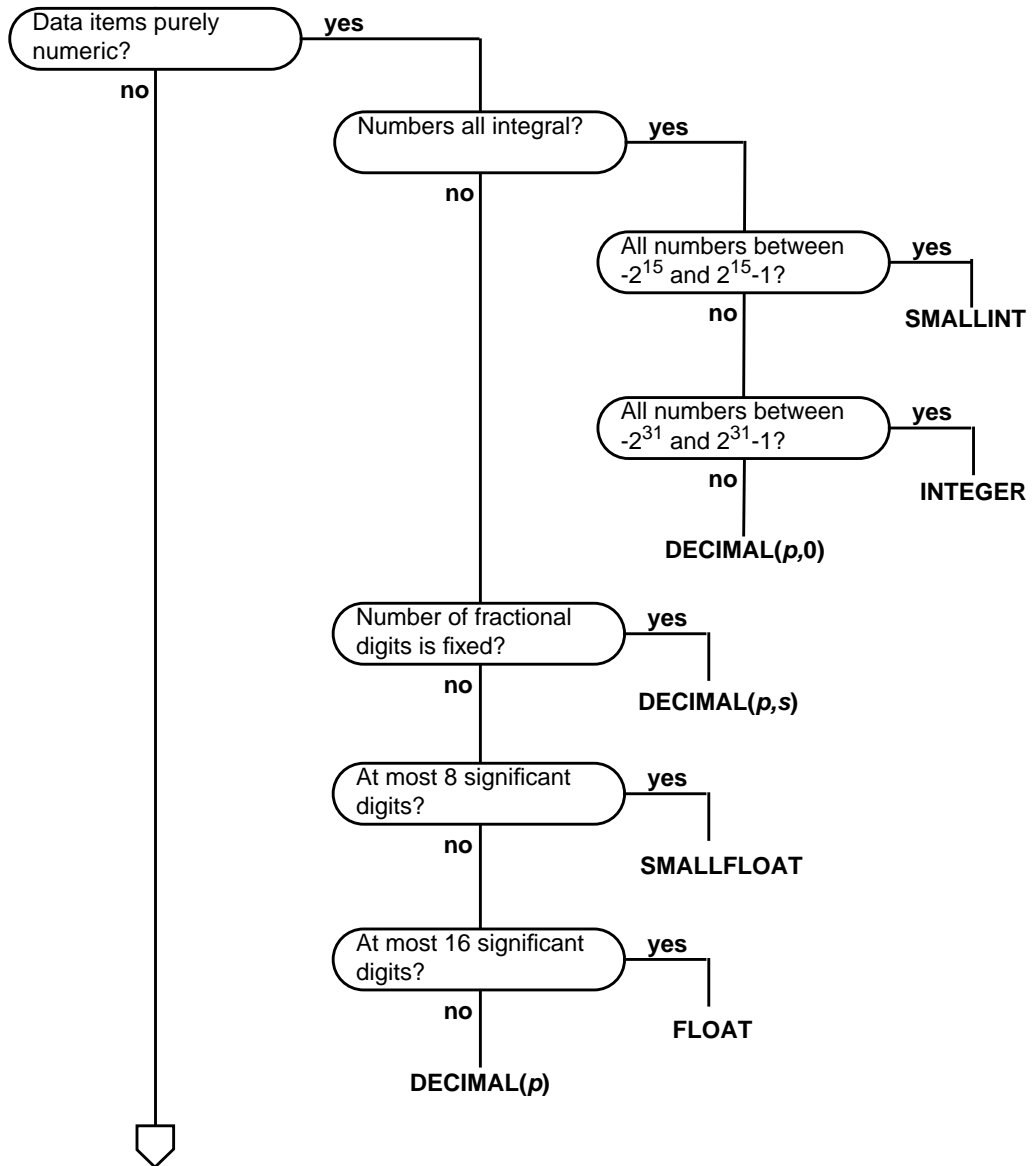 Data items purely
numeric?
yes
no
Numbers all integral?
yes
no
All numbers between
-2^15 and 2^15-1?
yes
no
SMALLINT
All numbers between
-2^31 and 2^31-1?
yes
no
INTEGER
DECIMAL(p,0)
Number of fractional
digits is fixed?
yes
no
DECIMAL(p,s)
At most 8 significant
digits?
yes
no
SMALLFLOAT
At most 16 significant
digits?
yes
no
FLOAT
DECIMAL(p)